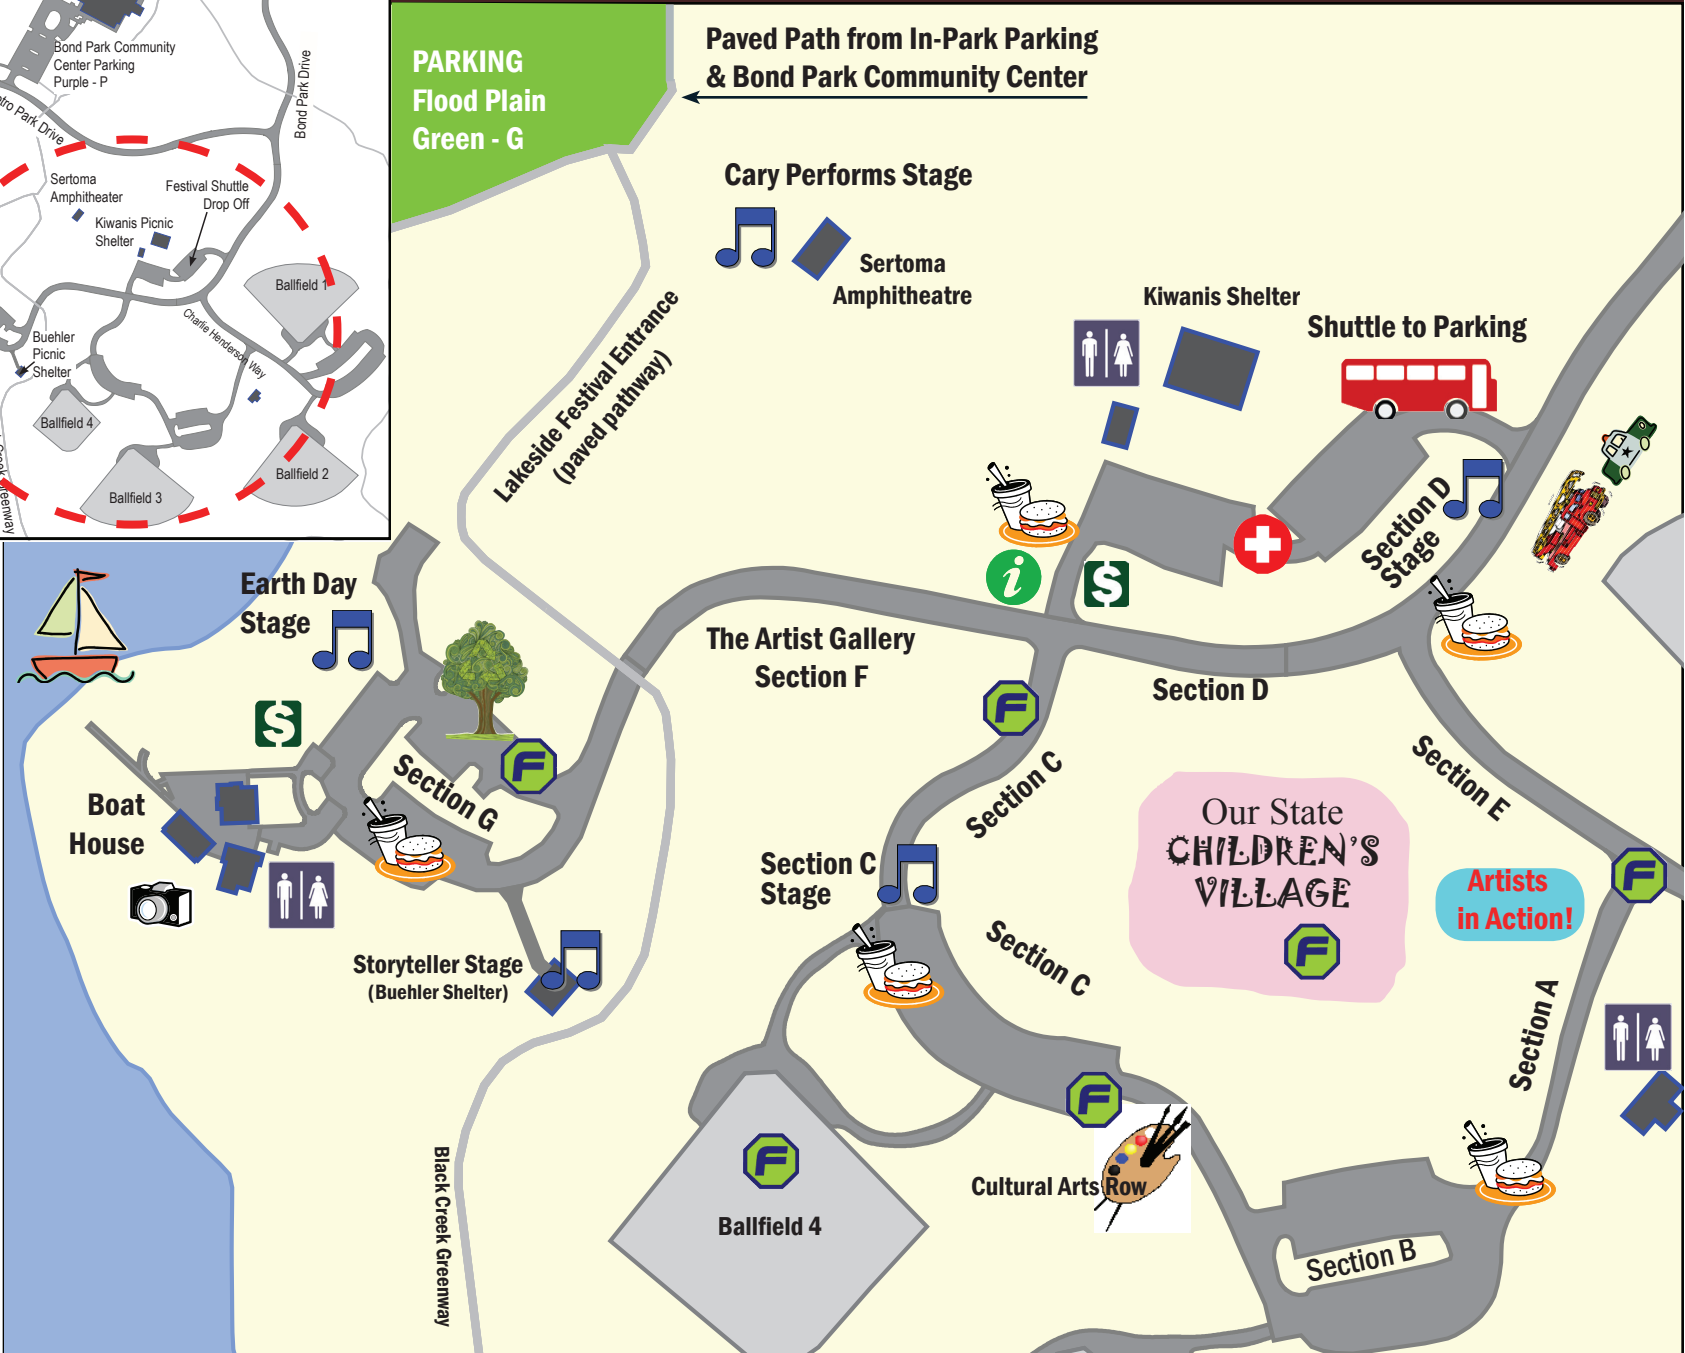 Bond Park Community
Center Parking
Purple - P
Bond Park Drive
etro Park Drive
Sertoma
Amphitheater
Festival Shuttle
Drop Off
Kiwanis Picnic
Shelter
Ballfield 1
Charlie Henderson Way
Buehler
Picnic
Shelter
Ballfield 4
Ballfield 2
Ballfield 3
Creek Greenway
PARKING
Flood Plain
Green - G
Paved Path from In-Park Parking
& Bond Park Community Center
Cary Performs Stage
Sertoma
Amphitheatre
Kiwanis Shelter
Shuttle to Parking
Lakeside Festival Entrance
(paved pathway)
Section D
Stage
i
$
Earth Day
Stage
The Artist Gallery
Section F
Section D
F
$
F
Section G
Section C
Section E
Boat
House
Our State
CHILDREN'S
VILLAGE
F
Section C
Stage
Artists
in Action!
F
Section C
Storyteller Stage
(Buehler Shelter)
Section A
F
Cultural Arts Row
F
Ballfield 4
Black Creek Greenway
Section B